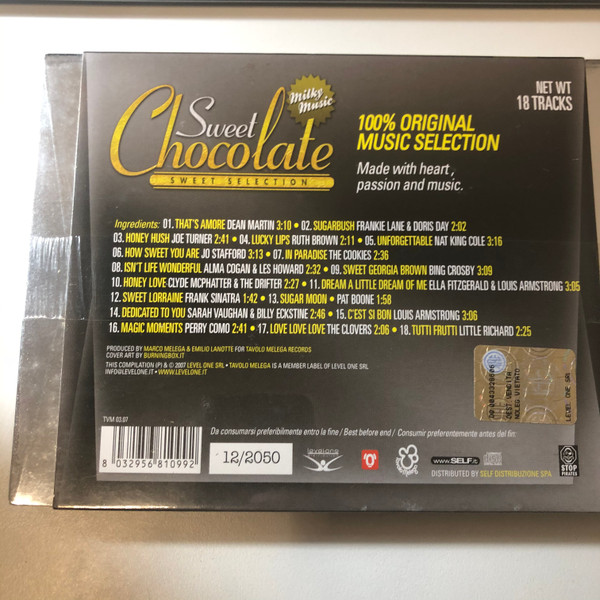 Sweet
Chocolate
SWEET SELECTION
Milky
Music
NET WT
18 TRACKS
100% ORIGINAL
MUSIC SELECTION
Made with heart,
passion and music.
Ingredients: 01. THAT'S AMORE DEAN MARTIN 3:10 • 02. SUGARBUSH FRANKIE LANE & DORIS DAY 2:02
03. HONEY HUSH JOE TURNER 2:41 • 04. LUCKY LIPS RUTH BROWN 2:11 • 05. UNFORGETTABLE NAT KING COLE 3:16
06. HOW SWEET YOU ARE JO STAFFORD 3:13 • 07. IN PARADISE THE COOKIES 2:36
08. ISN'T LIFE WONDERFUL ALMA COGAN & LES HOWARD 2:32 • 09. SWEET GEORGIA BROWN BING CROSBY 3:09
10. HONEY LOVE CLYDE MCPHATTER & THE DRIFTER 2:27 • 11. DREAM A LITTLE DREAM OF ME ELLA FITZGERALD & LOUIS ARMSTRONG 3:05
12. SWEET LORRAINE FRANK SINATRA 1:42 • 13. SUGAR MOON • PAT BOONE 1:58
14. DEDICATED TO YOU SARAH VAUGHAN & BILLY ECKSTINE 2:46 • 15. C'EST SI BON LOUIS ARMSTRONG 3:06
16. MAGIC MOMENTS PERRY COMO 2:41 • 17. LOVE LOVE LOVE THE CLOVERS 2:06 • 18. TUTTI FRUTTI LITTLE RICHARD 2:25
PRODUCED BY MARCO MELEGA & EMILIO LANOTTE FOR TAVOLO MELEGA RECORDS
COVER ART BY BURNINGBOX.IT
THIS COMPILATION (P) & © 2007 LEVEL ONE SRL • TAVOLO MELEGA IS A MEMBER LABEL OF LEVEL ONE SRL
INFO@LEVELONE.IT • WWW.LEVELONE.IT
LEVEL ONE SRL
TVM 03.07
Da consumarsi preferibilmente entro la fine / Best before end / Consumir preferentemente antes del fin:
8 032956 810992
12/2050
levelone
www.SELF.it
DISTRIBUTED BY SELF DISTRIBUZIONE SPA
STOP
PIRATES